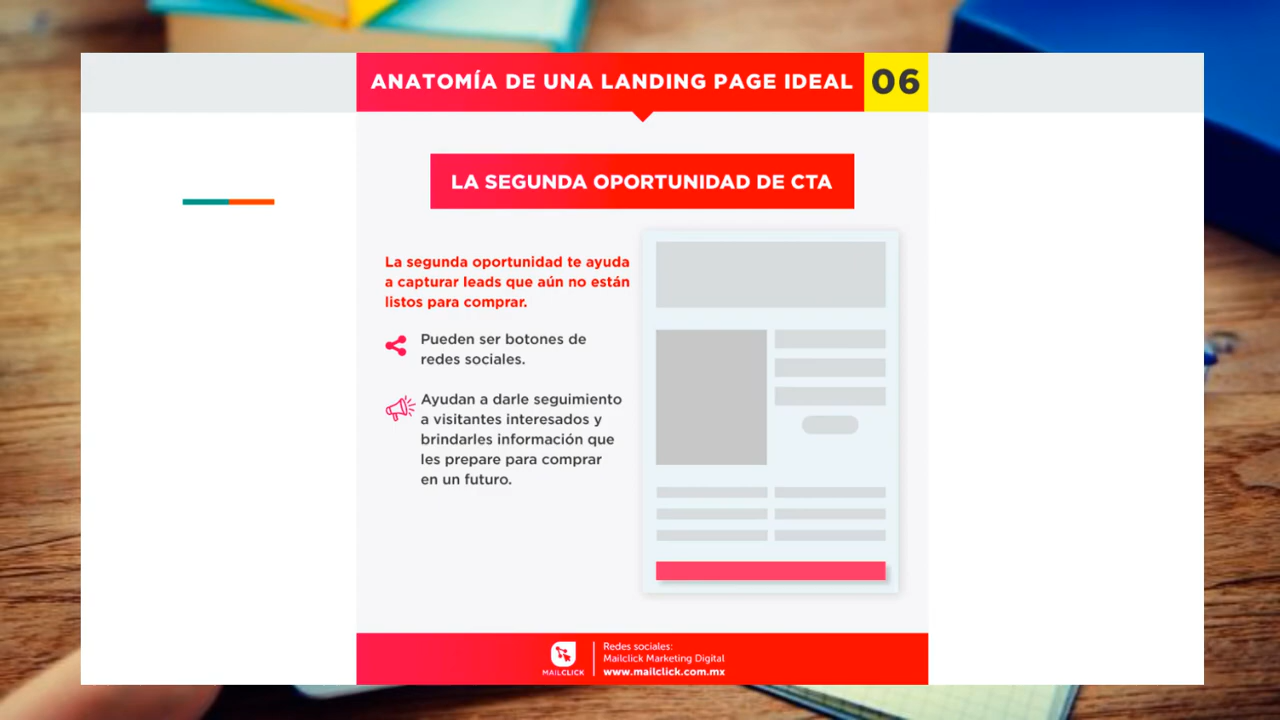 ANATOMÍA DE UNA LANDING PAGE IDEAL 06
LA SEGUNDA OPORTUNIDAD DE CTA
La segunda oportunidad te ayuda
a capturar leads que aún no están
listos para comprar.
Pueden ser botones de
redes sociales.
Ayudan a darle seguimiento
a visitantes interesados y
brindarles información que
les prepare para comprar
en un futuro.
MAILCLICK
Redes sociales:
Mailclick Marketing Digital
www.mailclick.com.mx